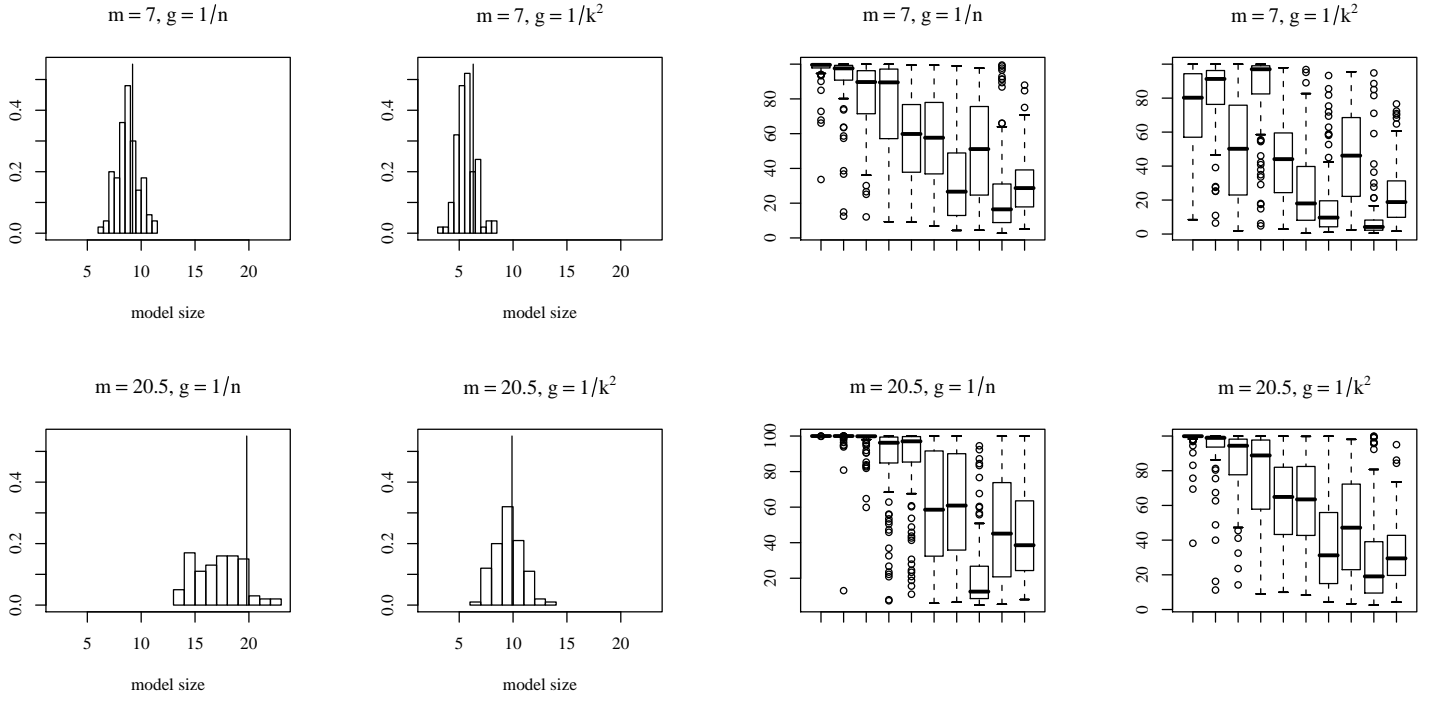 m = 7, g = 1/n
m = 7, g = 1/k²
m = 7, g = 1/n
m = 7, g = 1/k²
0.0 0.2 0.4
5 10 15 20
model size
0.0 0.2 0.4
5 10 15 20
model size
0 20 40 60 80
0 20 40 60 80
m = 20.5, g = 1/n
m = 20.5, g = 1/k²
m = 20.5, g = 1/n
m = 20.5, g = 1/k²
0.0 0.2 0.4
5 10 15 20
model size
0.0 0.2 0.4
5 10 15 20
model size
20 40 60 80 100
0 20 40 60 80